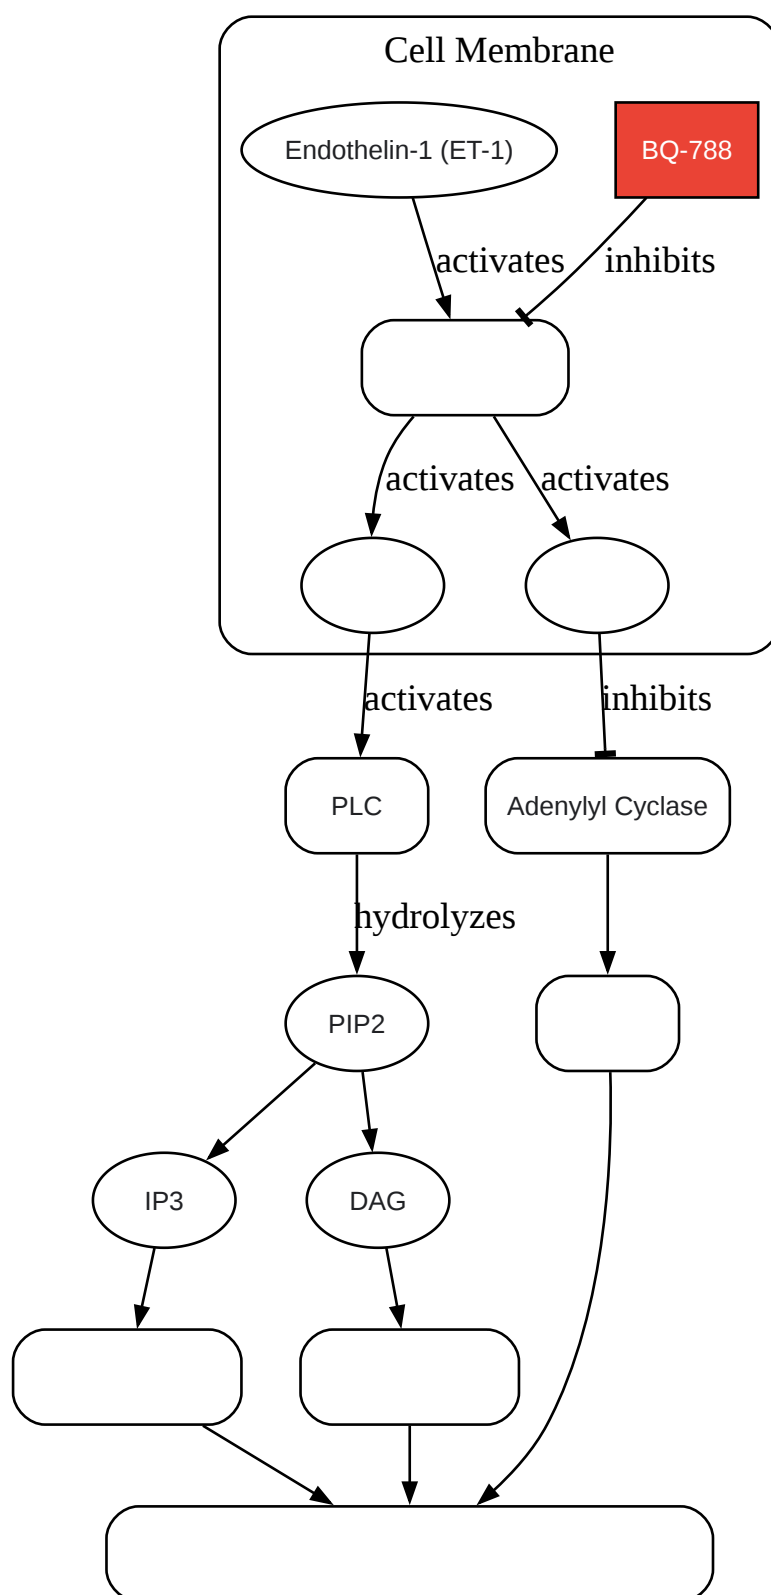 Cell Membrane
Endothelin-1 (ET-1)
BQ-788
activates
inhibits
activates
activates
activates
inhibits
PLC
Adenylyl Cyclase
hydrolyzes
PIP2
IP3
DAG